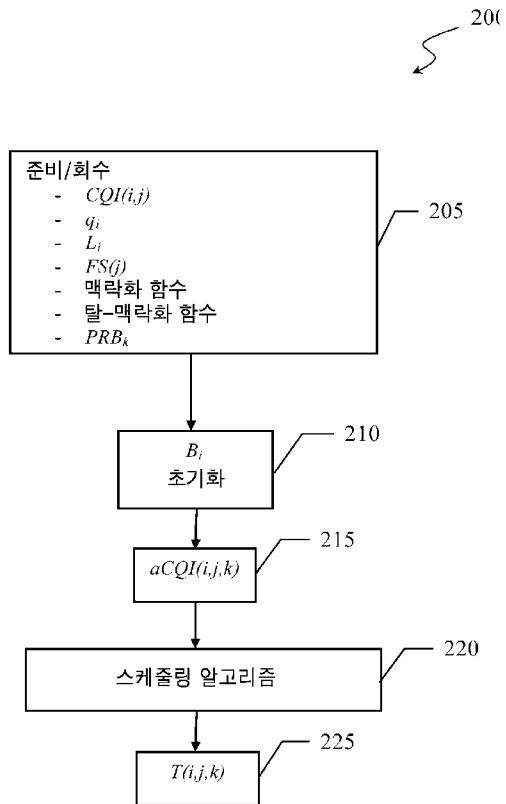 200
준비/회수
- CQI(i,j)
- qi
- Li
- FS(j)
- 맥락화 함수
- 탈-맥락화 함수
- PRBk
205
Bi
초기화
210
aCQI(i,j,k)
215
스케줄링 알고리즘
220
T(i,j,k)
225